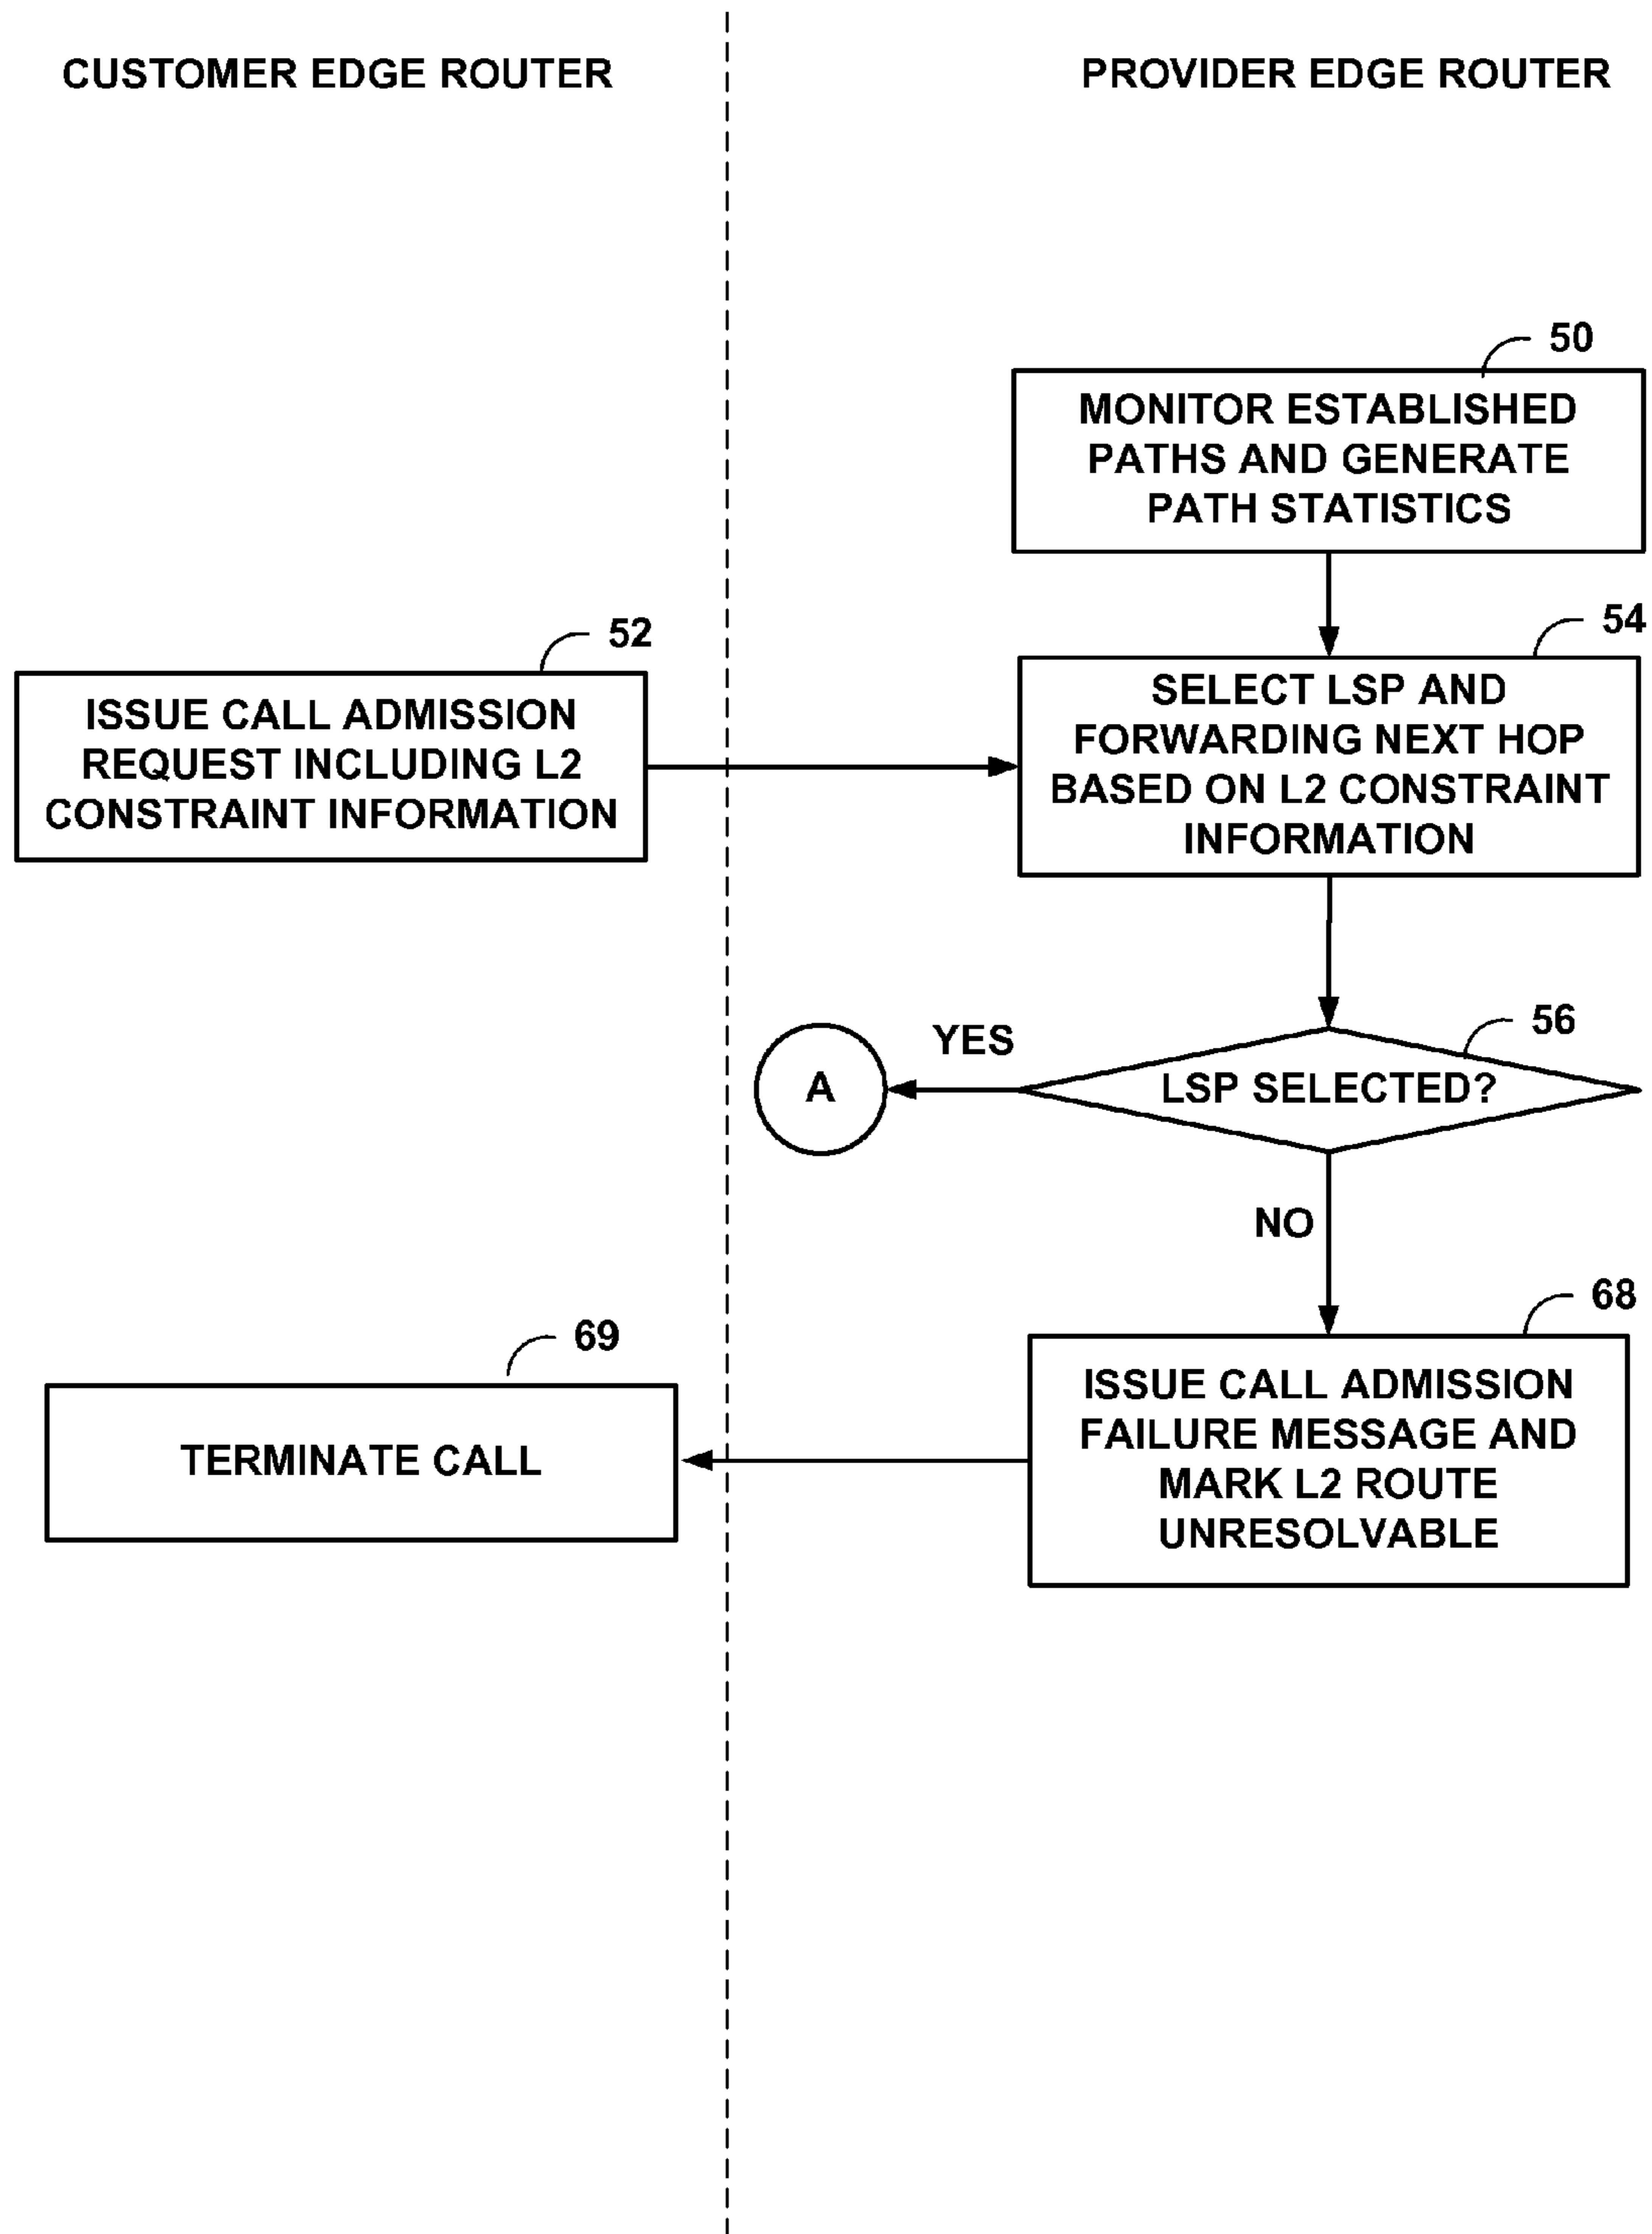 CUSTOMER EDGE ROUTER
PROVIDER EDGE ROUTER
50
MONITOR ESTABLISHED
PATHS AND GENERATE
PATH STATISTICS
52
ISSUE CALL ADMISSION
REQUEST INCLUDING L2
CONSTRAINT INFORMATION
54
SELECT LSP AND
FORWARDING NEXT HOP
BASED ON L2 CONSTRAINT
INFORMATION
56
LSP SELECTED?
YES
A
NO
68
ISSUE CALL ADMISSION
FAILURE MESSAGE AND
MARK L2 ROUTE
UNRESOLVABLE
69
TERMINATE CALL